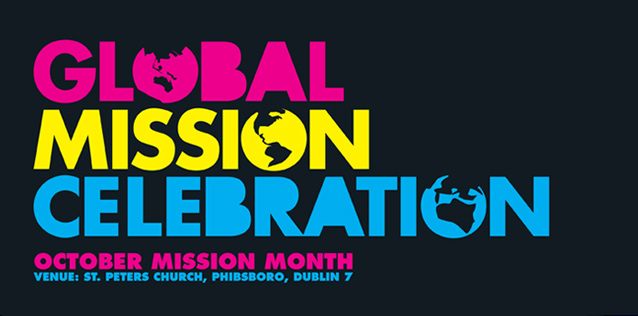 GLOBAL
MISSION
CELEBRATION
OCTOBER MISSION MONTH
VENUE: ST. PETERS CHURCH, PHIBSBORO, DUBLIN 7